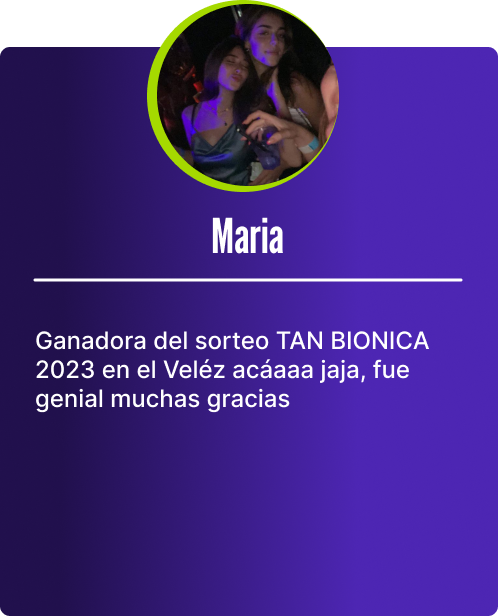 Maria
Ganadora del sorteo TAN BIONICA
2023 en el Veléz acáaaa jaja, fue
genial muchas gracias